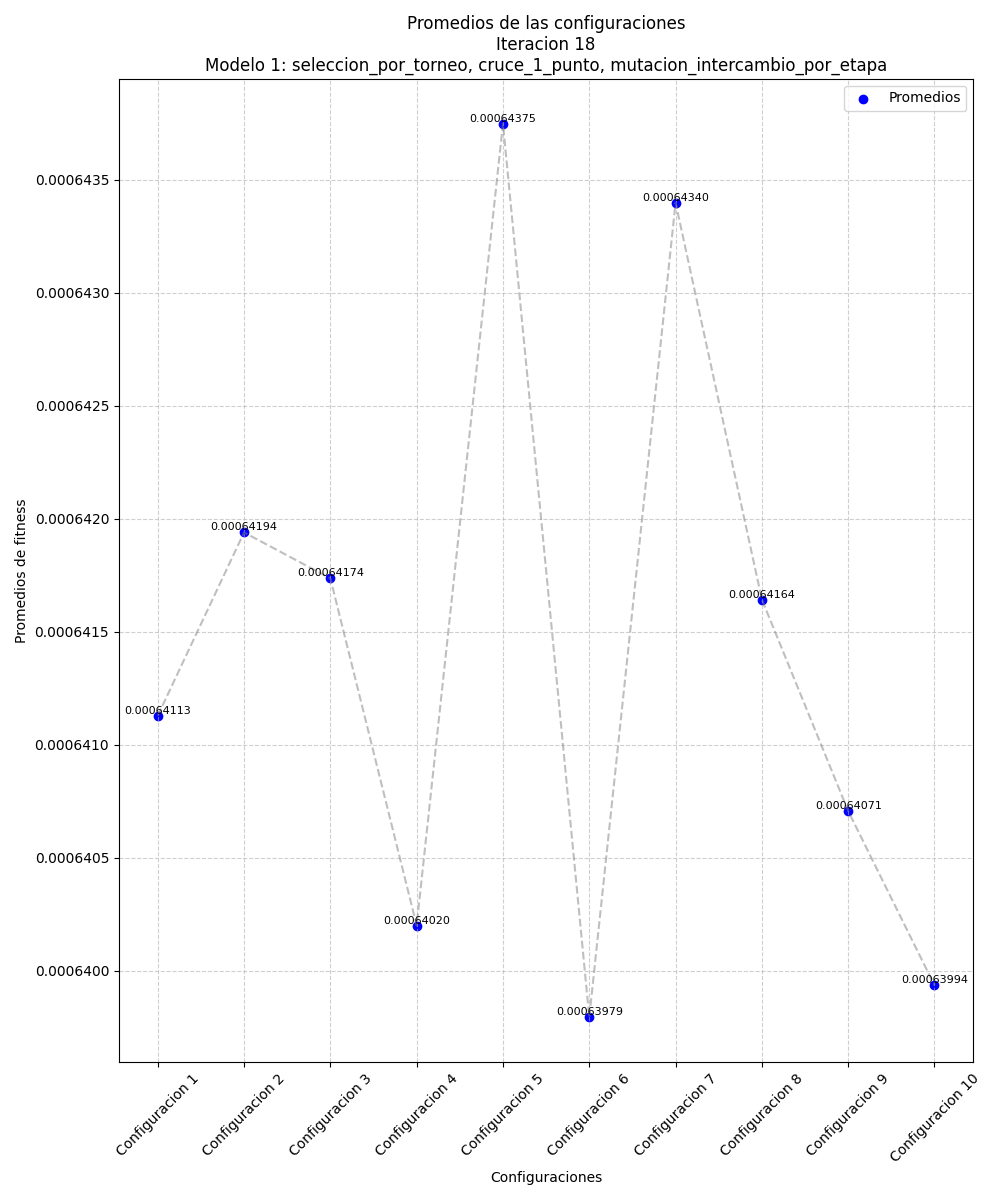 Promedios de las configuraciones
Iteracion 18
Modelo 1: seleccion_por_torneo, cruce_1_punto, mutacion_intercambio_por_etapa
Promedios
0.00064375
0.0006435
0.00064340
0.0006430
0.0006425
0.0006420
0.00064194
0.00064174
0.00064164
0.0006415
Promedios de fitness
0.00064113
0.0006410
0.00064071
0.0006405
0.00064020
0.0006400
0.00063994
0.00063979
Configuracion 1
Configuracion 2
Configuracion 3
Configuracion 4
Configuracion 5
Configuracion 6
Configuracion 7
Configuracion 8
Configuracion 9
Configuracion 10
Configuraciones